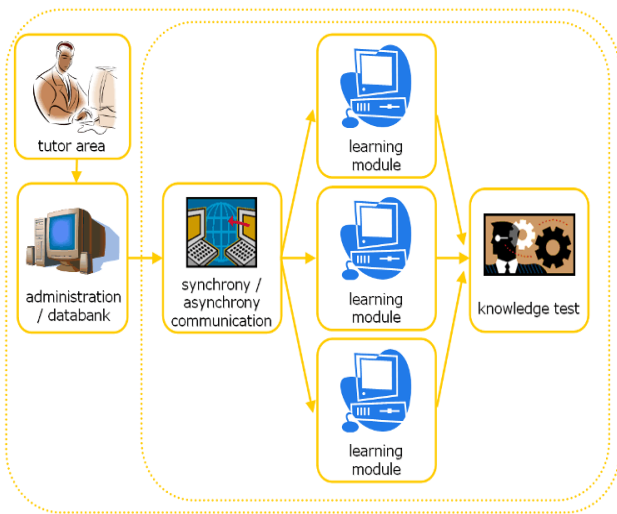 tutor area
administration
/ databank
synchrony /
asynchrony
communication
learning
module
learning
module
learning
module
knowledge test